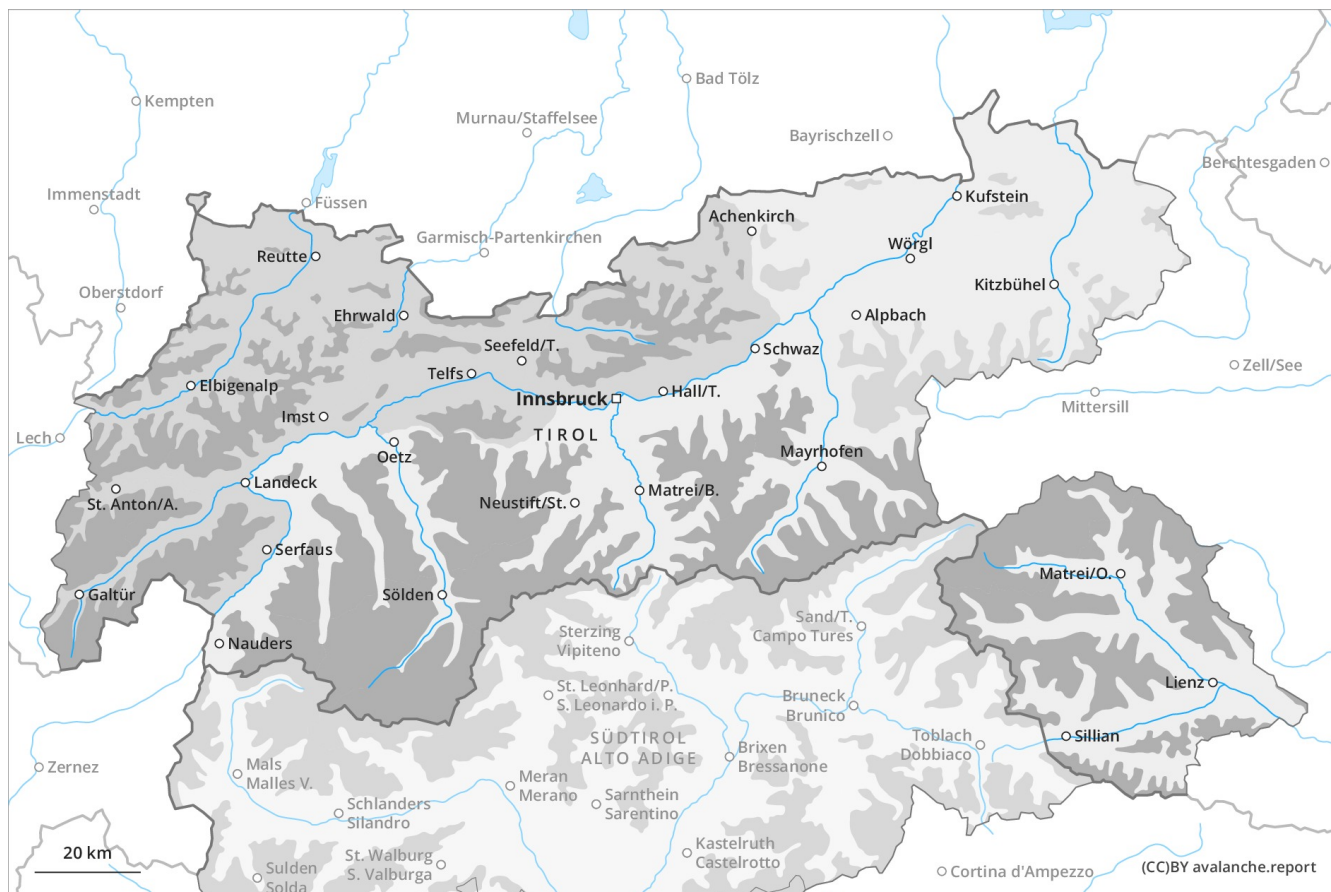 Bad Tölz
Kempten
Murnau/Staffelsee
Bayrischzell
Berchtesgaden
Immenstadt
Füssen
Kufstein
Achenkirch
Garmisch-Partenkirchen
Wörgl
Reutte
Oberstdorf
Kitzbühel
Ehrwald
Alpbach
Seefeld/T.
Schwaz
Zell/See
Telfs
Elbigenalp
Hall/T.
Innsbruck
Mittersill
Imst
TIROL
Lech
Oetz
Mayrhofen
Landeck
Matrei/B.
St. Anton/A.
Neustift/St.
Serfaus
Matrei/O.
Galtür
Sölden
Sand/T.
Campo Tures
Sterzing
Vipiteno
Nauders
Lienz
St. Leonhard/P.
S. Leonardo i. P.
Bruneck
Brunico
SÜDTIROL
ALTO ADIGE
Toblach
Dobbiaco
Sillian
Brixen
Bressanone
Zernez
Mals
Malles V.
Meran
Merano
Sarnthein
Sarentino
Schlanders
Silandro
20 km
Kastelruth
Castelrotto
St. Walburg
S. Valburga
Sulden
Solda
Cortina d'Ampezzo
(CC)BY avalanche.report